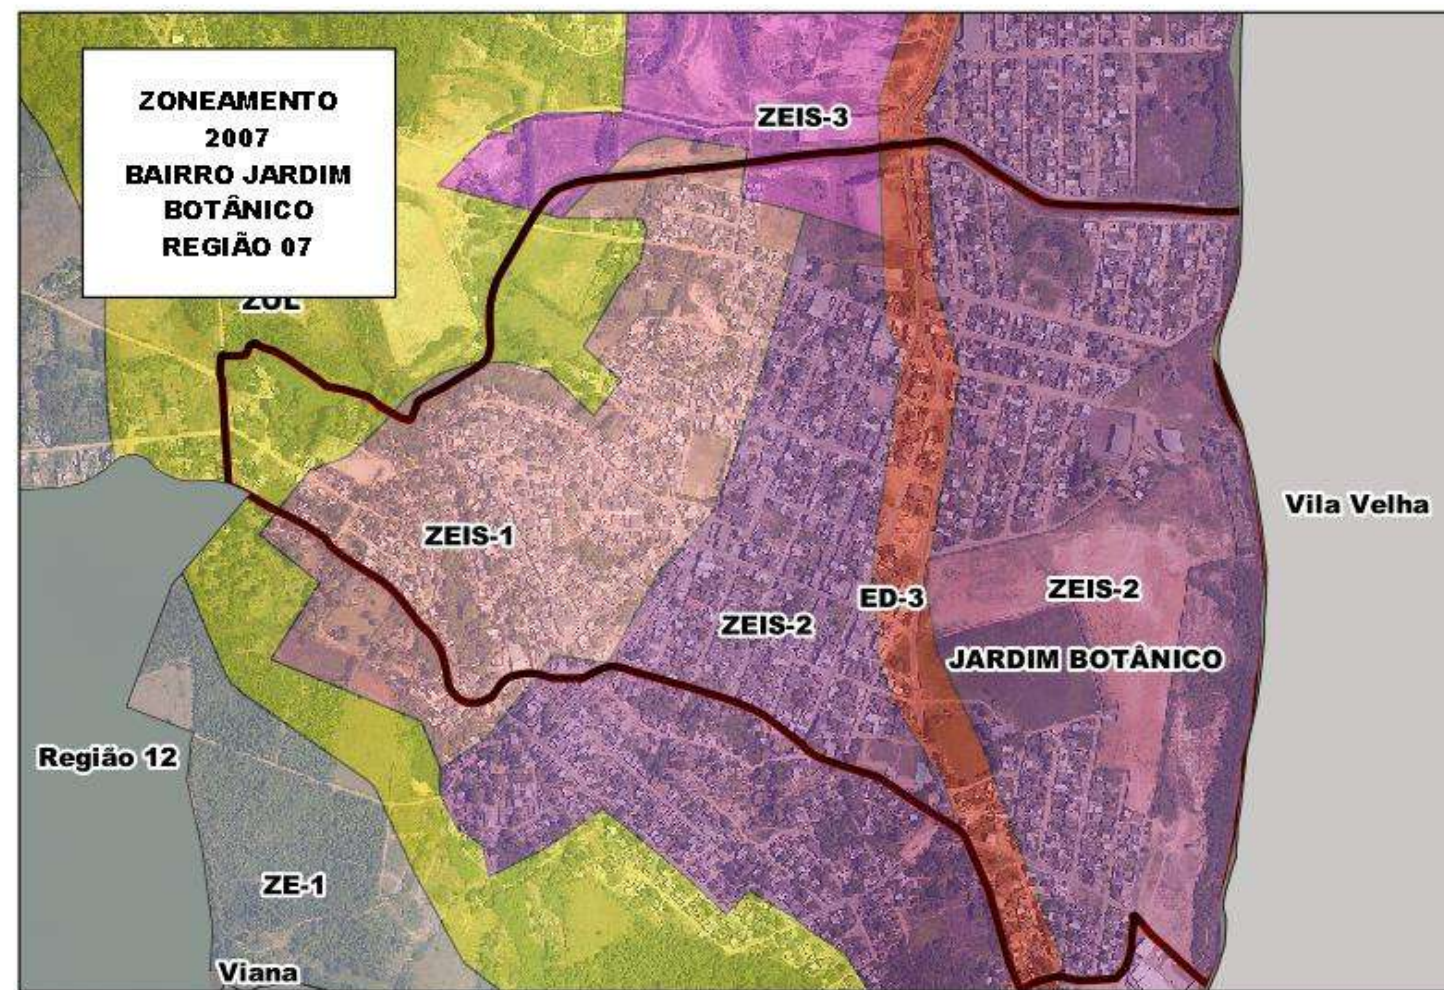 ZONEAMENTO
2007
BAIRRO JARDIM
BOTÂNICO
REGIÃO 07
ZEIS-3
ZOL
Vila Velha
ZEIS-1
ZEIS-2
ED-3
ZEIS-2
JARDIM BOTÂNICO
Região 12
ZE-1
Viana